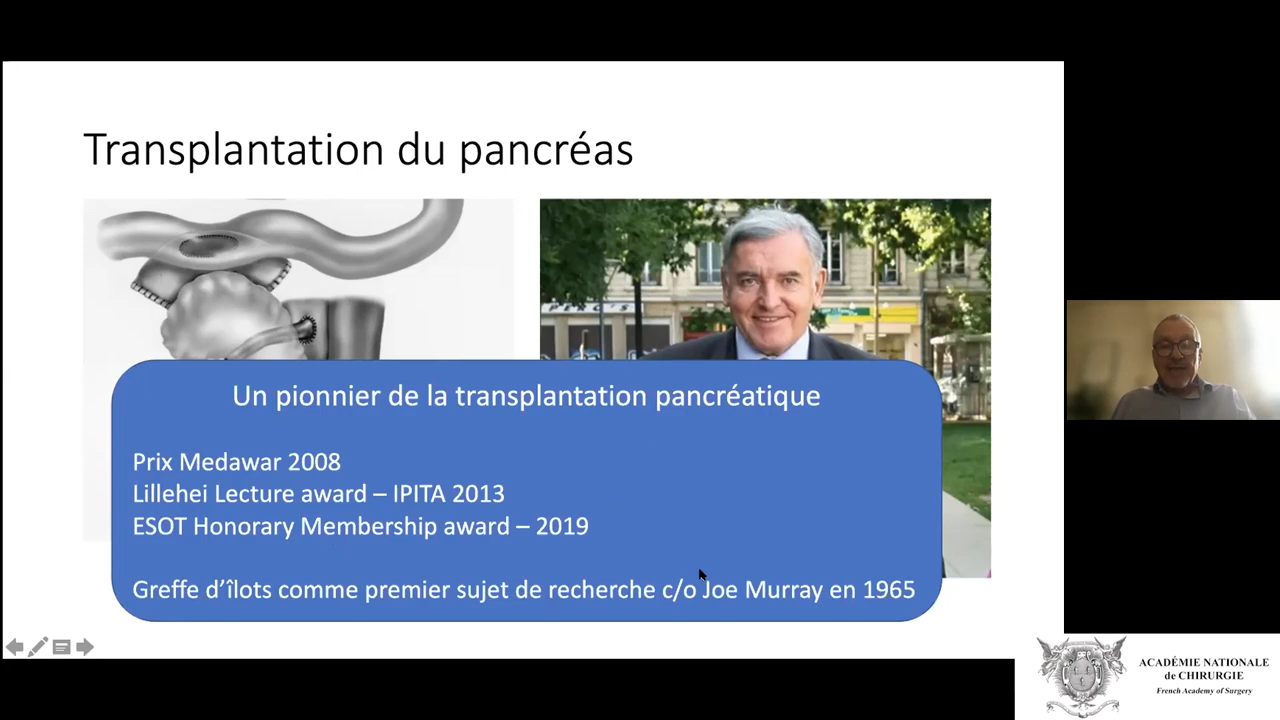 Transplantation du pancréas
Un pionnier de la transplantation pancréatique
Prix Medawar 2008
Lillehei Lecture award – IPITA 2013
ESOT Honorary Membership award – 2019
Greffe d’îlots comme premier sujet de recherche c/o Joe Murray en 1965
ACADÉMIE NATIONALE
de CHIRURGIE
French Academy of Surgery